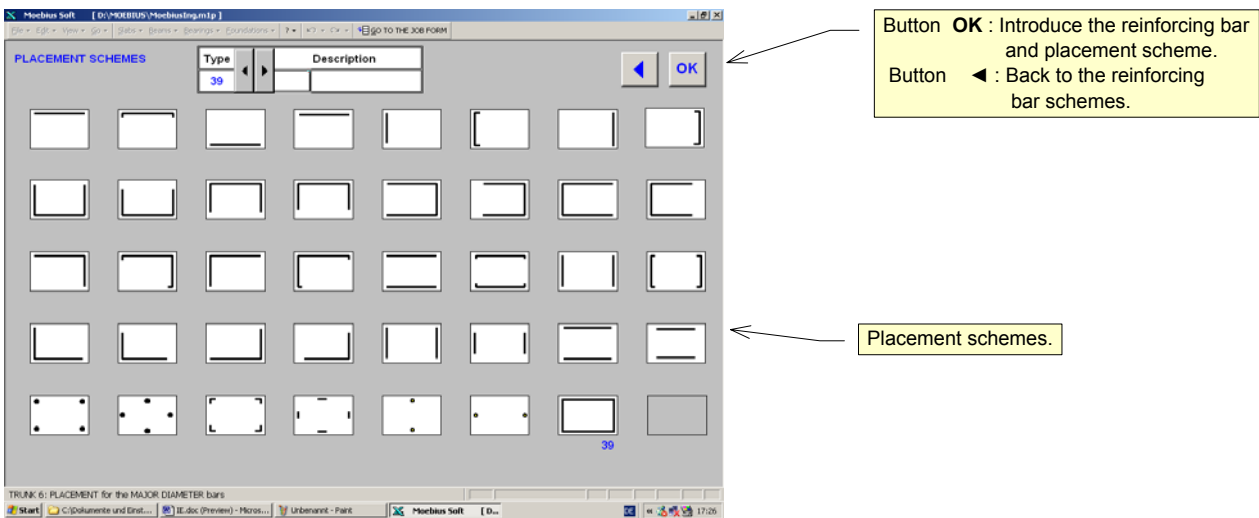 Moebius Soft [ D:\MOEBIUS\MoebiusIng.m1p ]
File Edit View Go Slabs Beams Bearings Foundations ? GO TO THE JOB FORM
PLACEMENT SCHEMES
Type Description
39
OK
39
TRUNK 6: PLACEMENT for the MAJOR DIAMETER bars
Start C:\Dokumente und Einst... IE.doc (Preview) - Micros... Unbenannt - Paint Moebius Soft [ D... DE 17:26
Button OK : Introduce the reinforcing bar
and placement scheme.
Button ◄ : Back to the reinforcing
bar schemes.
Placement schemes.